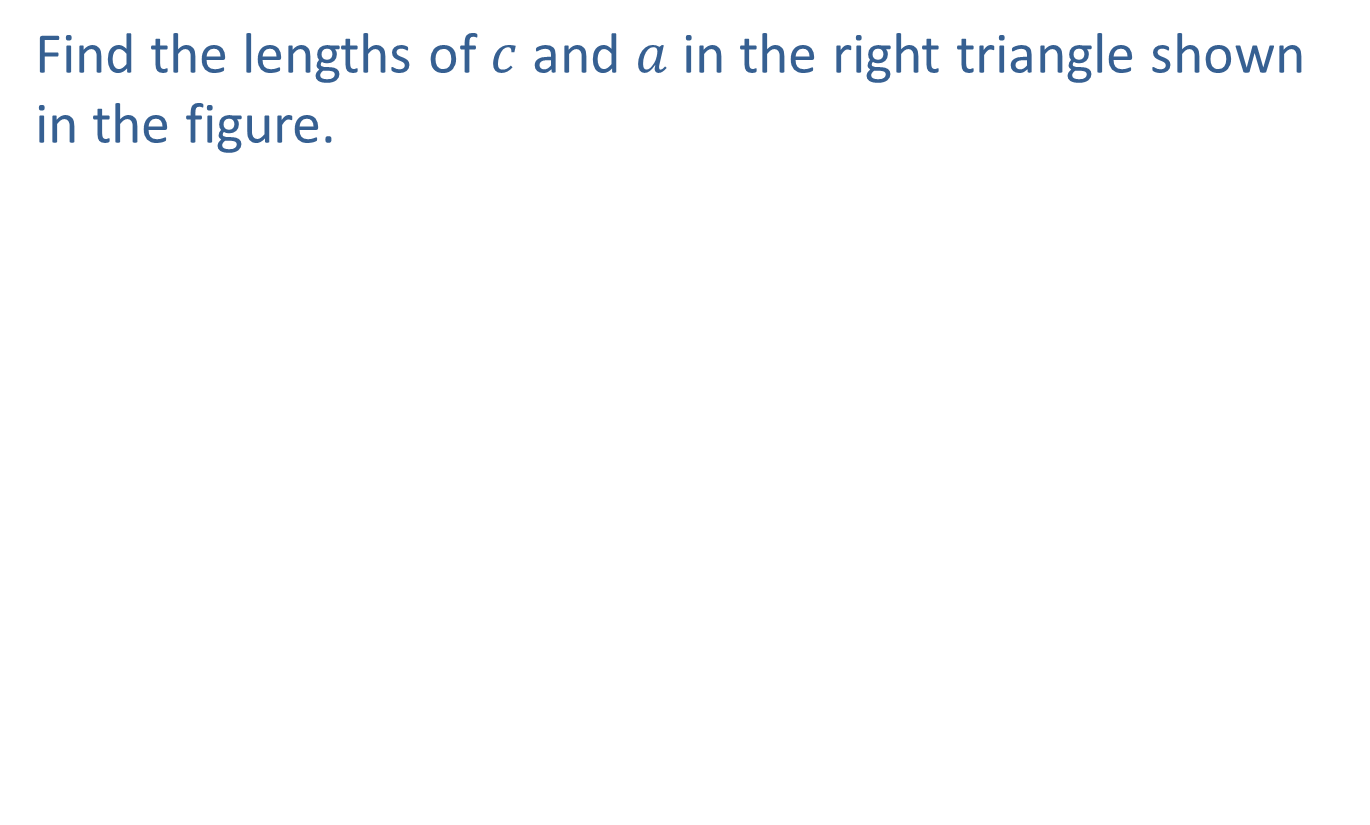 Find the lengths of c and a in the right triangle shown
in the figure.